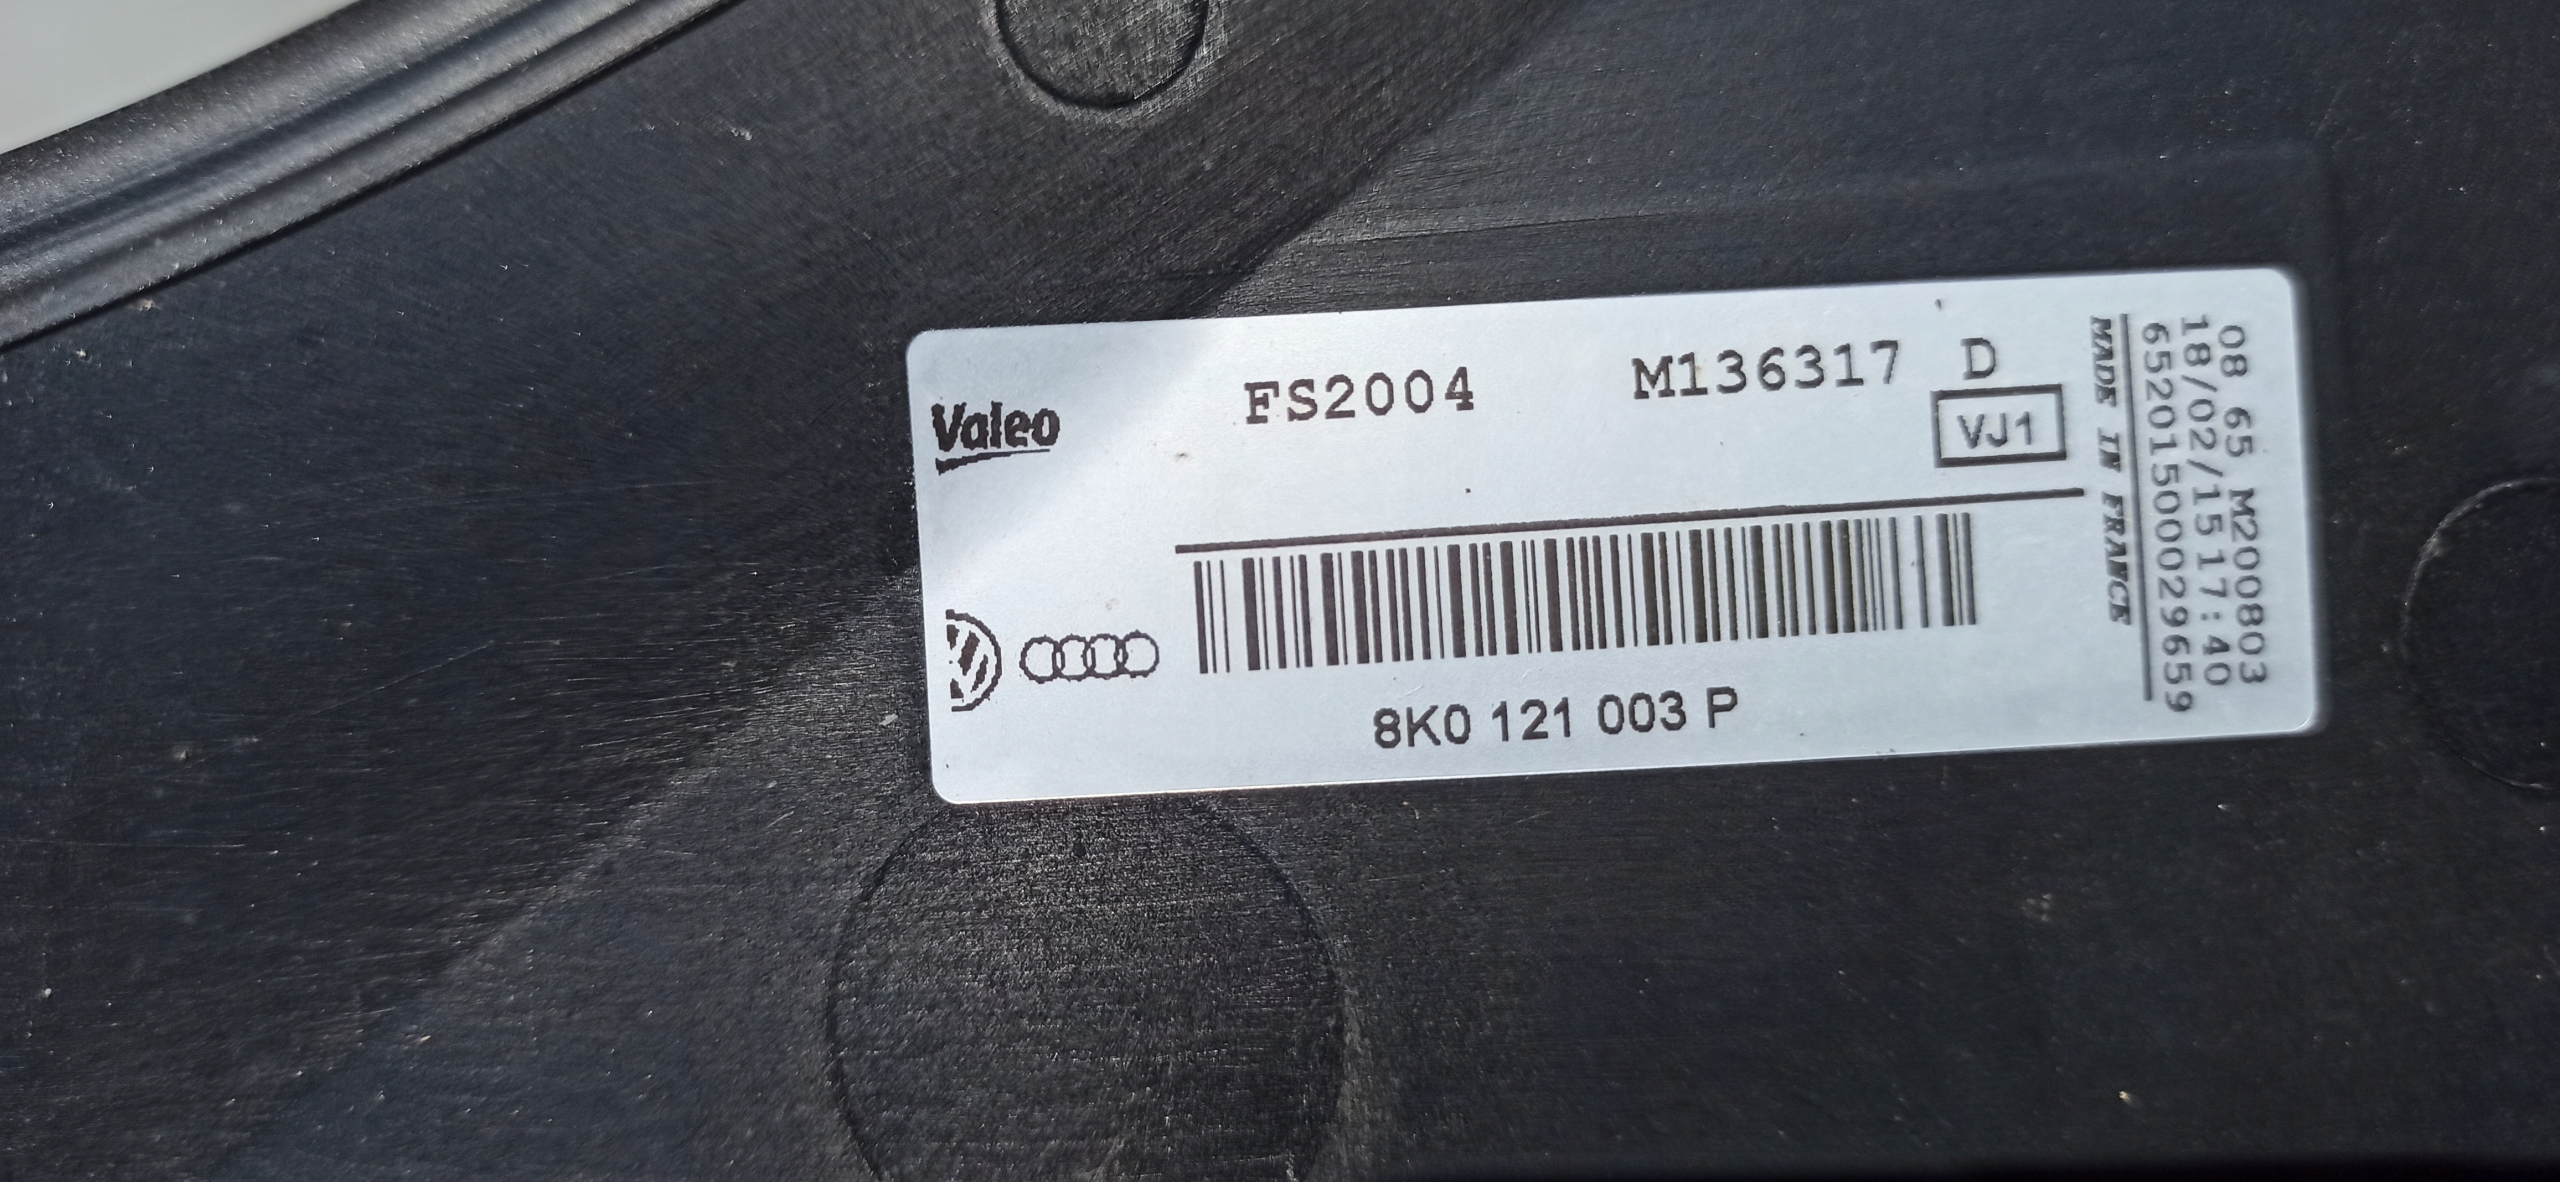 Valeo
FS2004 M136317 D
VJ1
8K0 121 003 P
08 65 M200803
18/02/15 17:40
65201500029659
MADE IN FRANCE